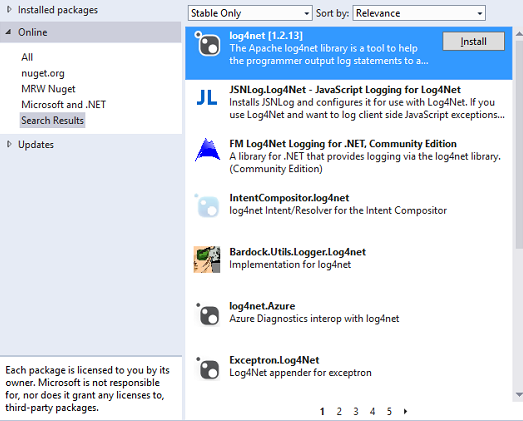 Installed packages
Online
All
nuget.org
MRW Nuget
Microsoft and .NET
Search Results
Updates
Each package is licensed to you by its
owner. Microsoft is not responsible
for, nor does it grant any licenses to,
third-party packages.
Stable Only
Sort by: Relevance
log4net [1.2.13]
The Apache log4net library is a tool to help
the programmer output log statements to a...
Install
JL
JSNLog.Log4Net - JavaScript Logging for Log4Net
Installs JSNLog and configures it for use with Log4Net. If you
use Log4Net and want to log client side JavaScript exceptions...
FM Log4Net Logging for .NET, Community Edition
A library for .NET that provides logging via the log4net library.
(Community Edition)
IntentCompositor.log4net
log4net Intent/Resolver for the Intent Compositor
Bardock.Utils.Logger.Log4net
Implementation for log4net
log4net.Azure
Azure Diagnostics interop with log4net
Exceptron.Log4Net
Log4Net appender for exceptron
1 2 3 4 5